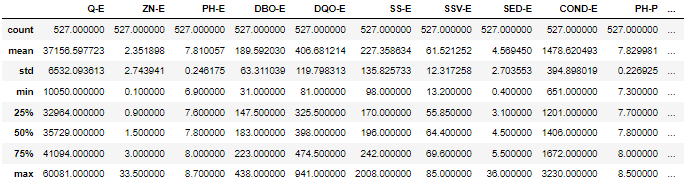 Q-E ZN-E PH-E DBO-E DQO-E SS-E SSV-E SED-E COND-E PH-P ...
count 527.000000 527.000000 527.000000 527.000000 527.000000 527.000000 527.000000 527.000000 527.000000 527.000000 ...
mean 37156.597723 2.351898 7.810057 189.592030 406.681214 227.358634 61.521252 4.569450 1478.620493 7.829981 ...
std 6532.093613 2.743941 0.246175 63.311039 119.798313 135.825733 12.317258 2.703553 394.898019 0.226925 ...
min 10050.000000 0.100000 6.900000 31.000000 81.000000 98.000000 13.200000 0.400000 651.000000 7.300000 ...
25% 32964.000000 0.900000 7.600000 147.500000 325.500000 170.000000 55.850000 3.100000 1201.000000 7.700000 ...
50% 35729.000000 1.500000 7.800000 183.000000 398.000000 196.000000 64.400000 4.500000 1406.000000 7.800000 ...
75% 41094.000000 3.000000 8.000000 223.000000 474.500000 242.000000 69.600000 5.500000 1672.000000 8.000000 ...
max 60081.000000 33.500000 8.700000 438.000000 941.000000 2008.000000 85.000000 36.000000 3230.000000 8.500000 ...